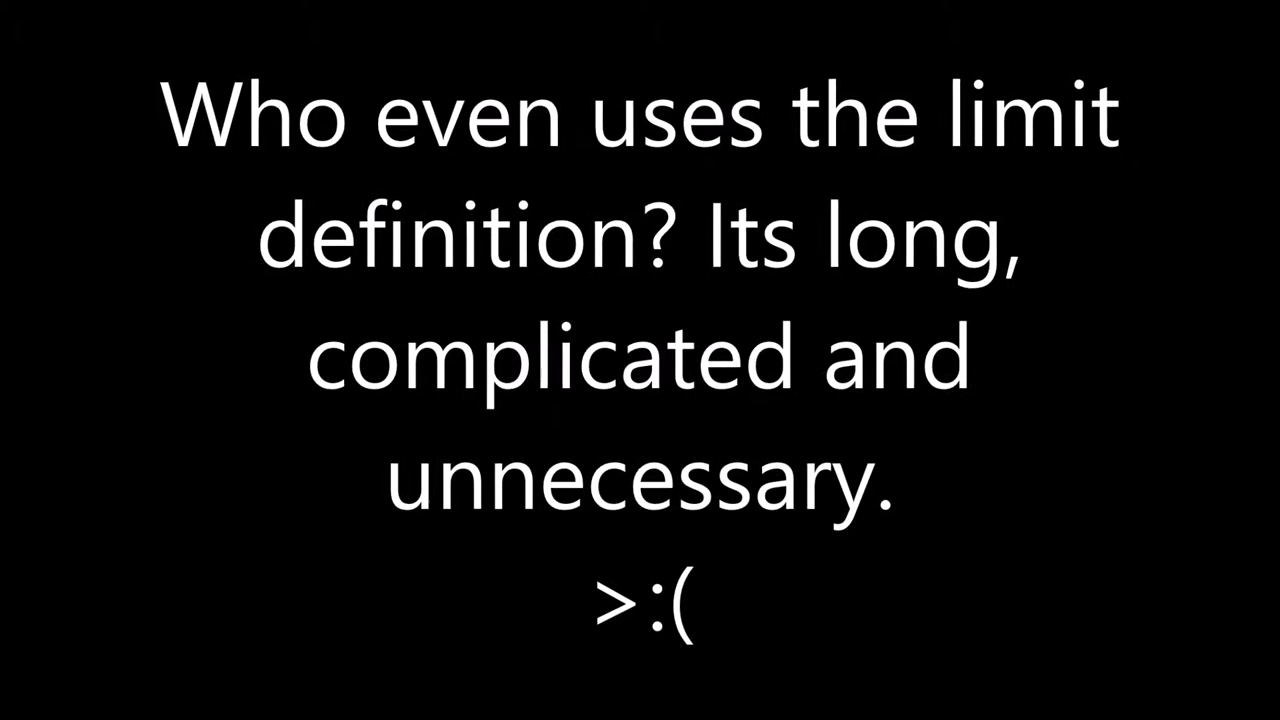 Who even uses the limit
definition? Its long,
complicated and
unnecessary.
>:(